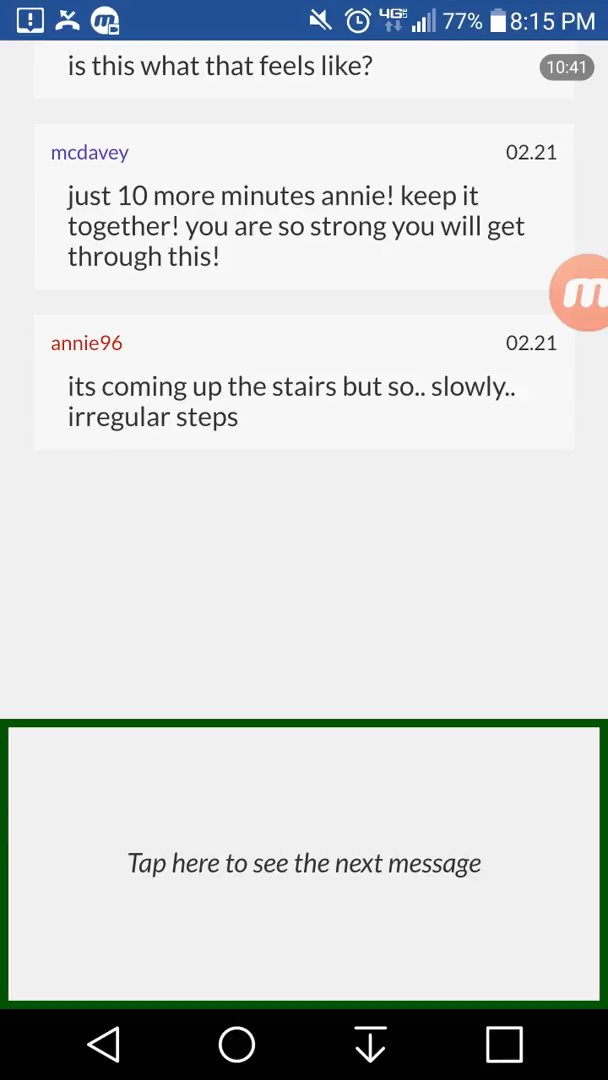 4G 77% 8:15 PM
is this what that feels like?
10:41
mcdavey 02.21
just 10 more minutes annie! keep it
together! you are so strong you will get
through this!
annie96 02.21
its coming up the stairs but so.. slowly..
irregular steps
Tap here to see the next message